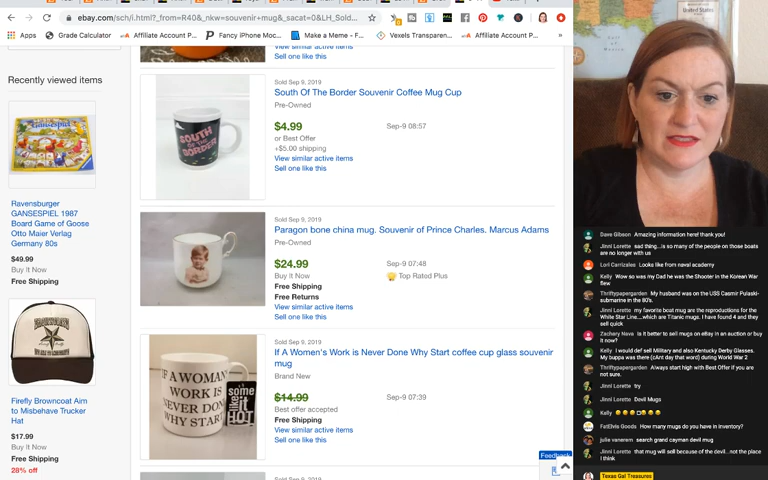 ebay.com/sch/i.html?_from=R40&_nkw=souvenir+mug&_sacat=0&LH_Sold...
Apps
Grade Calculator
Affiliate Account P...
Fancy iPhone Moc...
Make a Meme - F...
Vexels Transparen...
Affiliate Account P...
»
Recently viewed items
Gansespiel
Ravensburger
GANSESPIEL 1987
Board Game of Goose
Otto Maier Verlag
Germany 80s
$49.99
Buy It Now
Free Shipping
Firefly Browncoat Aim
to Misbehave Trucker
Hat
$17.99
Buy It Now
Free Shipping
28% off
View similar active items
Sell one like this
SOUTH
OF THE
BORDER
Sold Sep 9, 2019
South Of The Border Souvenir Coffee Mug Cup
Pre-Owned
$4.99
Sep-9 08:57
or Best Offer
+$5.00 shipping
View similar active items
Sell one like this
Sold Sep 9, 2019
Paragon bone china mug. Souvenir of Prince Charles. Marcus Adams
Pre-Owned
$24.99
Sep-9 07:48
Buy It Now
Top Rated Plus
Free Shipping
Free Returns
View similar active items
Sell one like this
IF A WOMAN'
WORK IS
NEVER DON
WHY START
some
like it
HOT
Sold Sep 9, 2019
If A Women's Work is Never Done Why Start coffee cup glass souvenir
mug
Brand New
$14.99
Sep-9 07:39
Best offer accepted
Free Shipping
View similar active items
Sell one like this
Feedback
United States
Dave Gibson Amazing information here! thank you!
Jinni Lorette sad thing...is so many of the people on those boats
are no longer with us
Lori Carrizales Looks like from naval academy
Kelly Wow so was my Dad he was the Shooter in the Korean War
flew
Thriftypapergarden My husband was on the USS Casmir Pulaski-
submarine in the 80's.
Jinni Lorette my favorite boat mug are the reproductions for the
White Star Line....which are Titanic mugs. I have found 4 and they
sell quick
Zachery Nava Is it better to sell mugs on eBay in an auction or buy
it now?
Kelly I would def sell Military and also Kentucky Derby Glasses.
My buppa was there (cAnt day that word) during World War 2
Thriftypapergarden Always start high with Best Offer if you are
not sure.
Jinni Lorette try
Jinni Lorette Devil Mugs
Kelly
FatElvis Goods How many mugs do you have in inventory?
julie vanerem search grand cayman devil mug
Jinni Lorette that mug will sell because of the devil...not the place
i think
Texas Gal Treasures